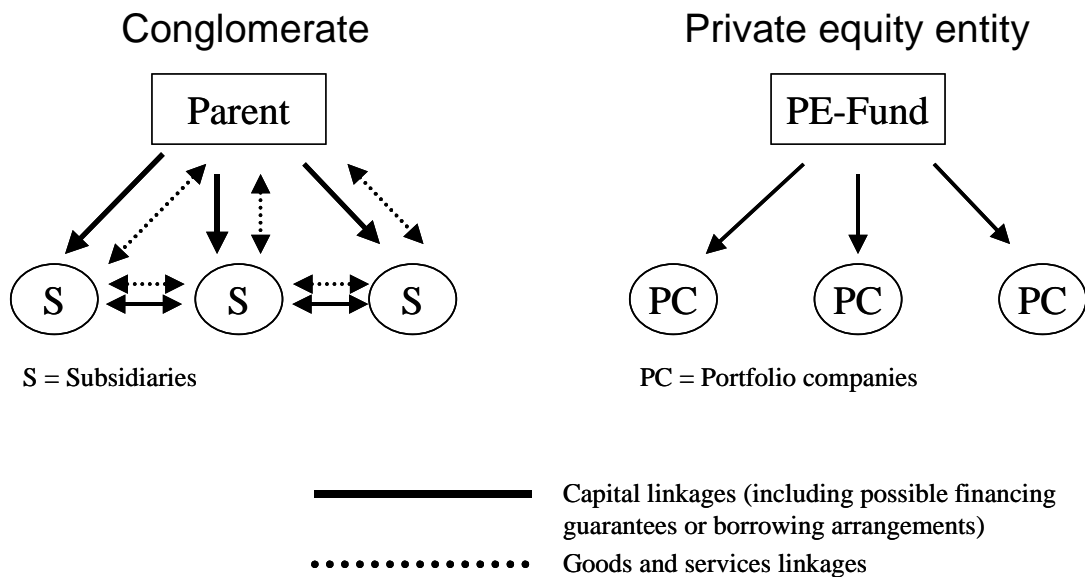 Conglomerate
Private equity entity
Parent
PE-Fund
S
S
S
PC
PC
PC
S = Subsidiaries
PC = Portfolio companies
Capital linkages (including possible financing
guarantees or borrowing arrangements)
Goods and services linkages